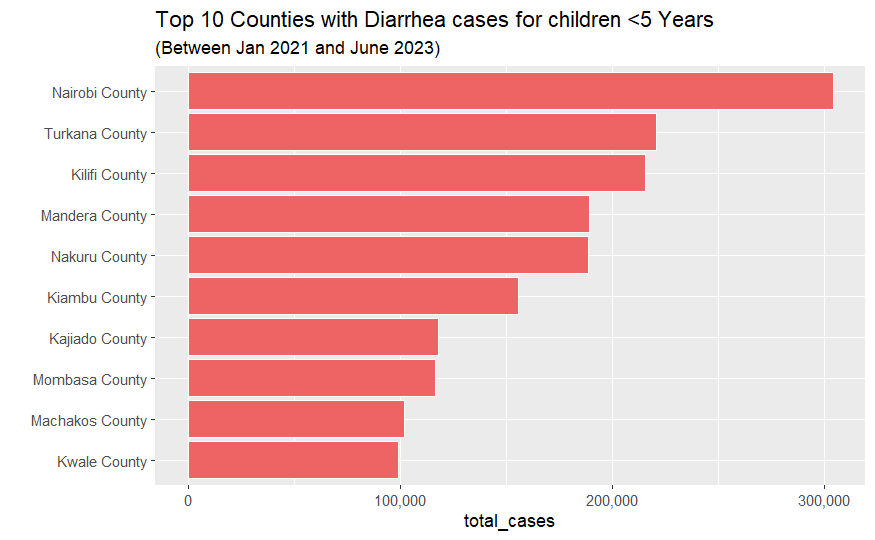 Top 10 Counties with Diarrhea cases for children <5 Years
(Between Jan 2021 and June 2023)
Nairobi County
Turkana County
Kilifi County
Mandera County
Nakuru County
Kiambu County
Kajiado County
Mombasa County
Machakos County
Kwale County
0 100,000 200,000 300,000
total_cases